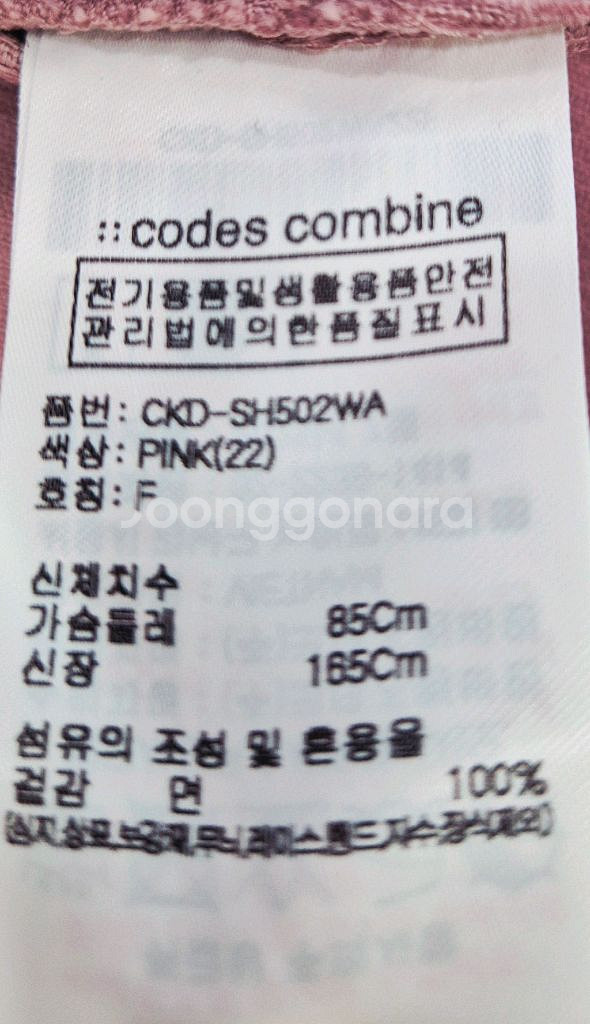 ::codes combine
전기용품및생활용품안전
관리법에의한품질표시
품번: CKD-SH502WA
색상: PINK(22)
호칭: F
Joonggonara
신체치수
가슴둘레 85Cm
신장 165Cm
섬유의 조성 및 혼용율
겉감 면 100%
(심지,상표,보강재,무늬,레이스,밴드,자수,장식제외)